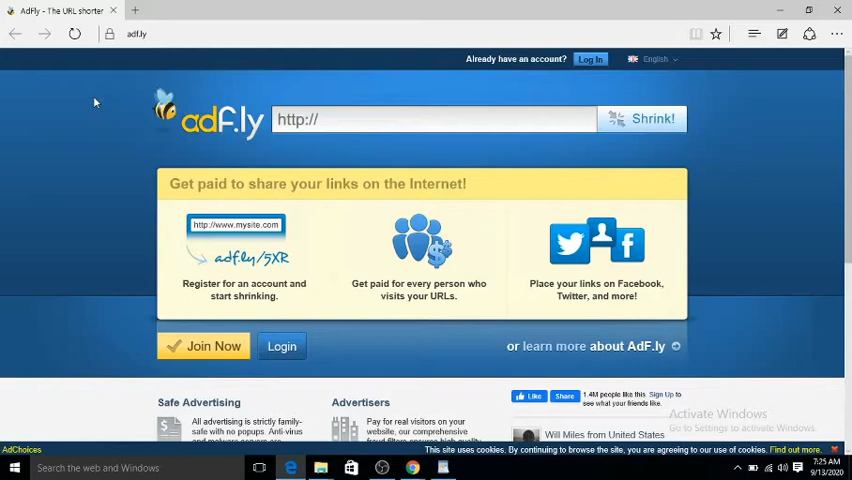 AdFly - The URL shorter
adf.ly
Already have an account?
Log In
English
adf.ly
http://
Shrink!
Get paid to share your links on the Internet!
http://www.mysite.com
adf.ly/5XR
Register for an account and
start shrinking.
Get paid for every person who
visits your URLs.
Place your links on Facebook,
Twitter, and more!
Join Now
Login
or learn more about AdF.ly
Safe Advertising
All advertising is strictly family-
safe with no popups. Anti-virus
Advertisers
Pay for real visitors on your
website, our comprehensive
Like
Share
1.4M people like this. Sign Up to
see what your friends like.
Will Miles from United States
Activate Windows
Go to Settings to activate Windows.
AdChoices
This site uses cookies. By continuing to browse the site, you are agreeing to our use of cookies. Find out more.
Search the web and Windows
7:25 AM
9/13/2020